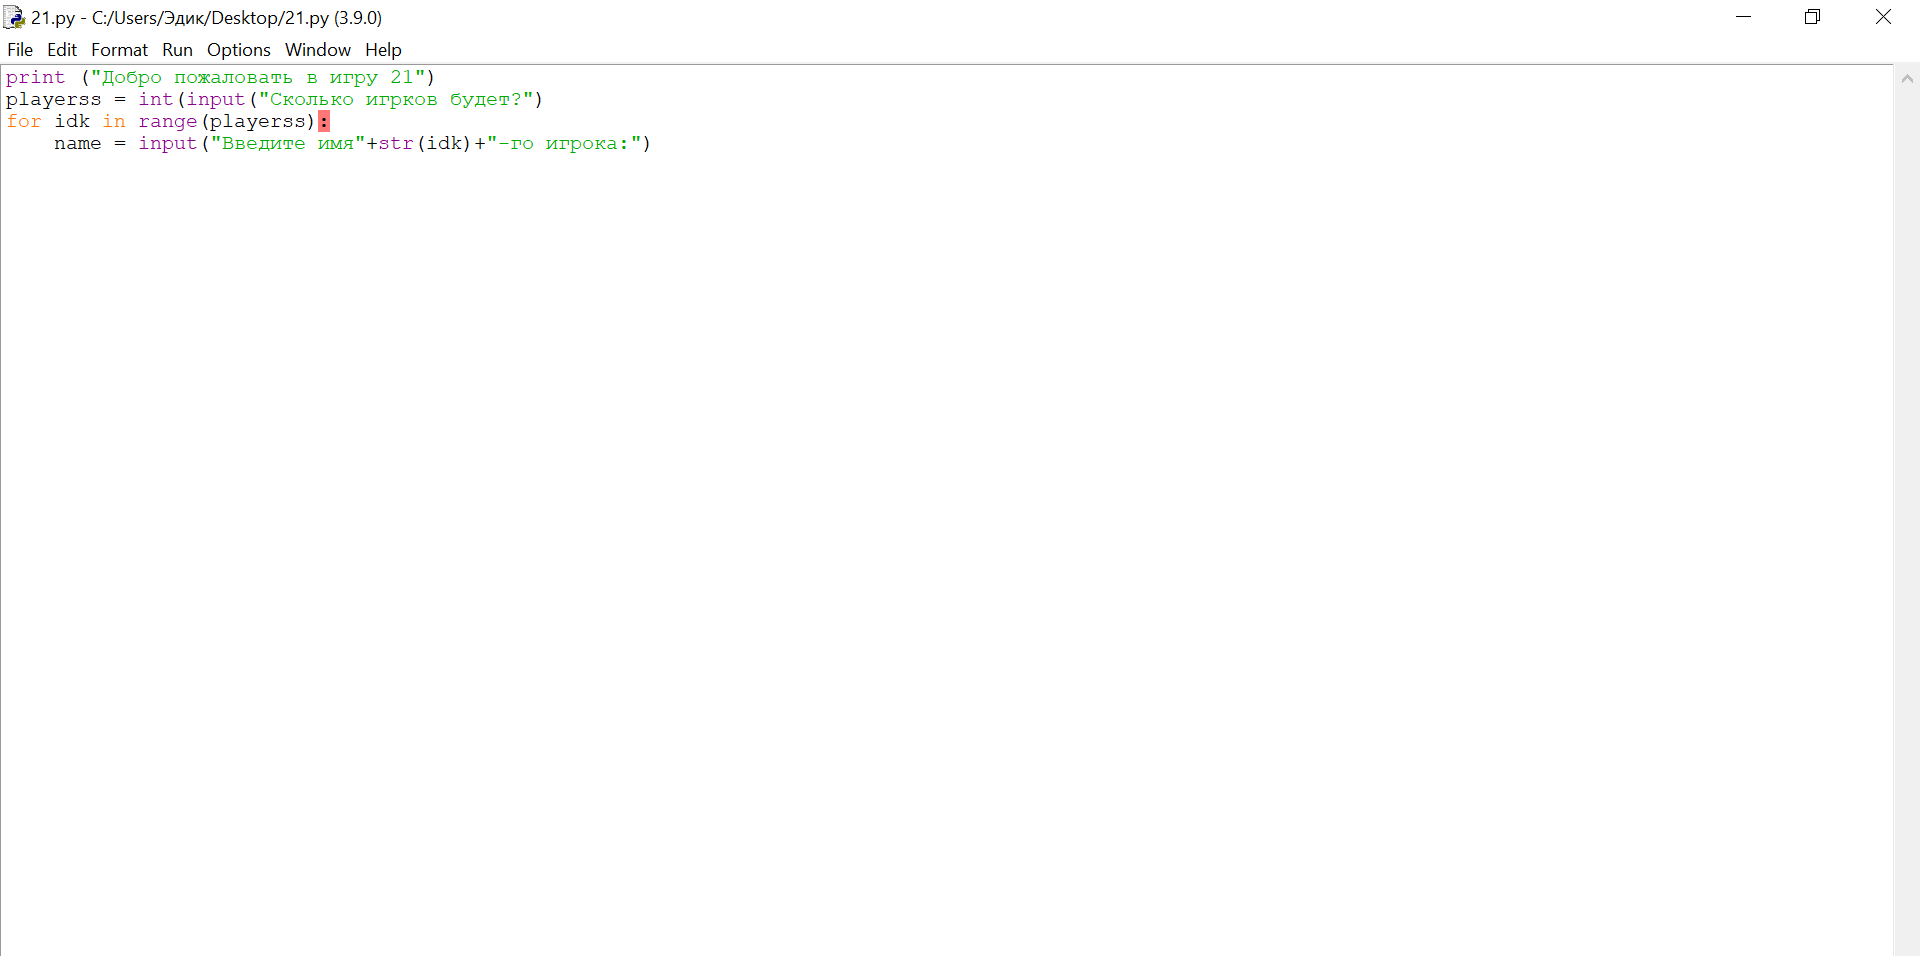 21.py - C:/Users/Эдик/Desktop/21.py (3.9.0)
File Edit Format Run Options Window Help
print ("Добро пожаловать в игру 21")
playerss = int(input("Сколько игрков будет?")
for idk in range(playerss):
    name = input("Введите имя"+str(idk)+"-го игрока:")